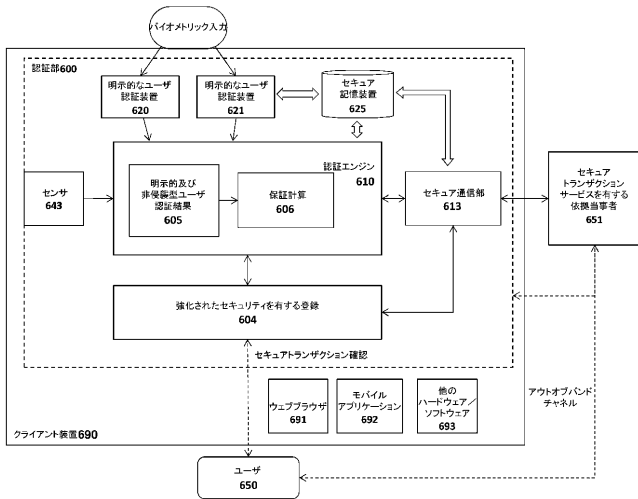 バイオメトリック入力
認証部600
明示的なユーザ
認証装置
620
明示的なユーザ
認証装置
621
セキュア
記憶装置
625
認証エンジン
610
センサ
643
明示的及び
非侵襲型ユーザ
認証結果
605
保証計算
606
セキュア通信部
613
セキュア
トランザクション
サービスを有する
依拠当事者
651
強化されたセキュリティを有する登録
604
セキュアトランザクション確認
ウェブブラウザ
691
モバイル
アプリケーション
692
他の
ハードウェア／
ソフトウェア
693
アウトオブバンド
チャネル
クライアント装置690
ユーザ
650